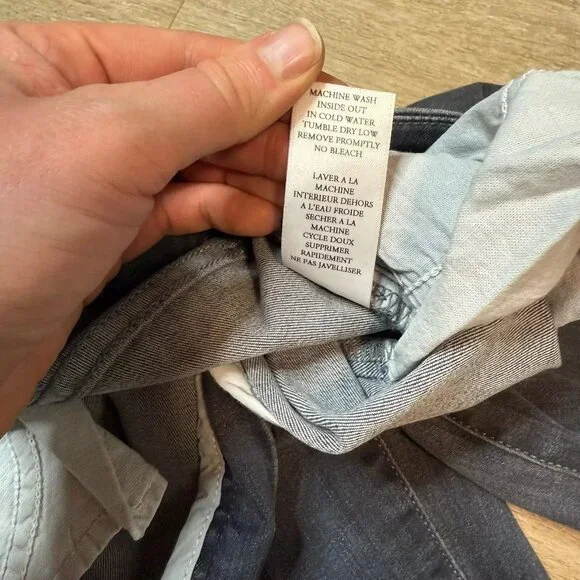 MACHINE WASH
INSIDE OUT
IN COLD WATER
TUMBLE DRY LOW
REMOVE PROMPTLY
NO BLEACH
LAVER A LA
MACHINE
INTERIEUR DEHORS
A L'EAU FROIDE
SECHER A LA
MACHINE
CYCLE DOUX
SUPPRIMER
RAPIDEMENT
NE PAS JAVELLISER